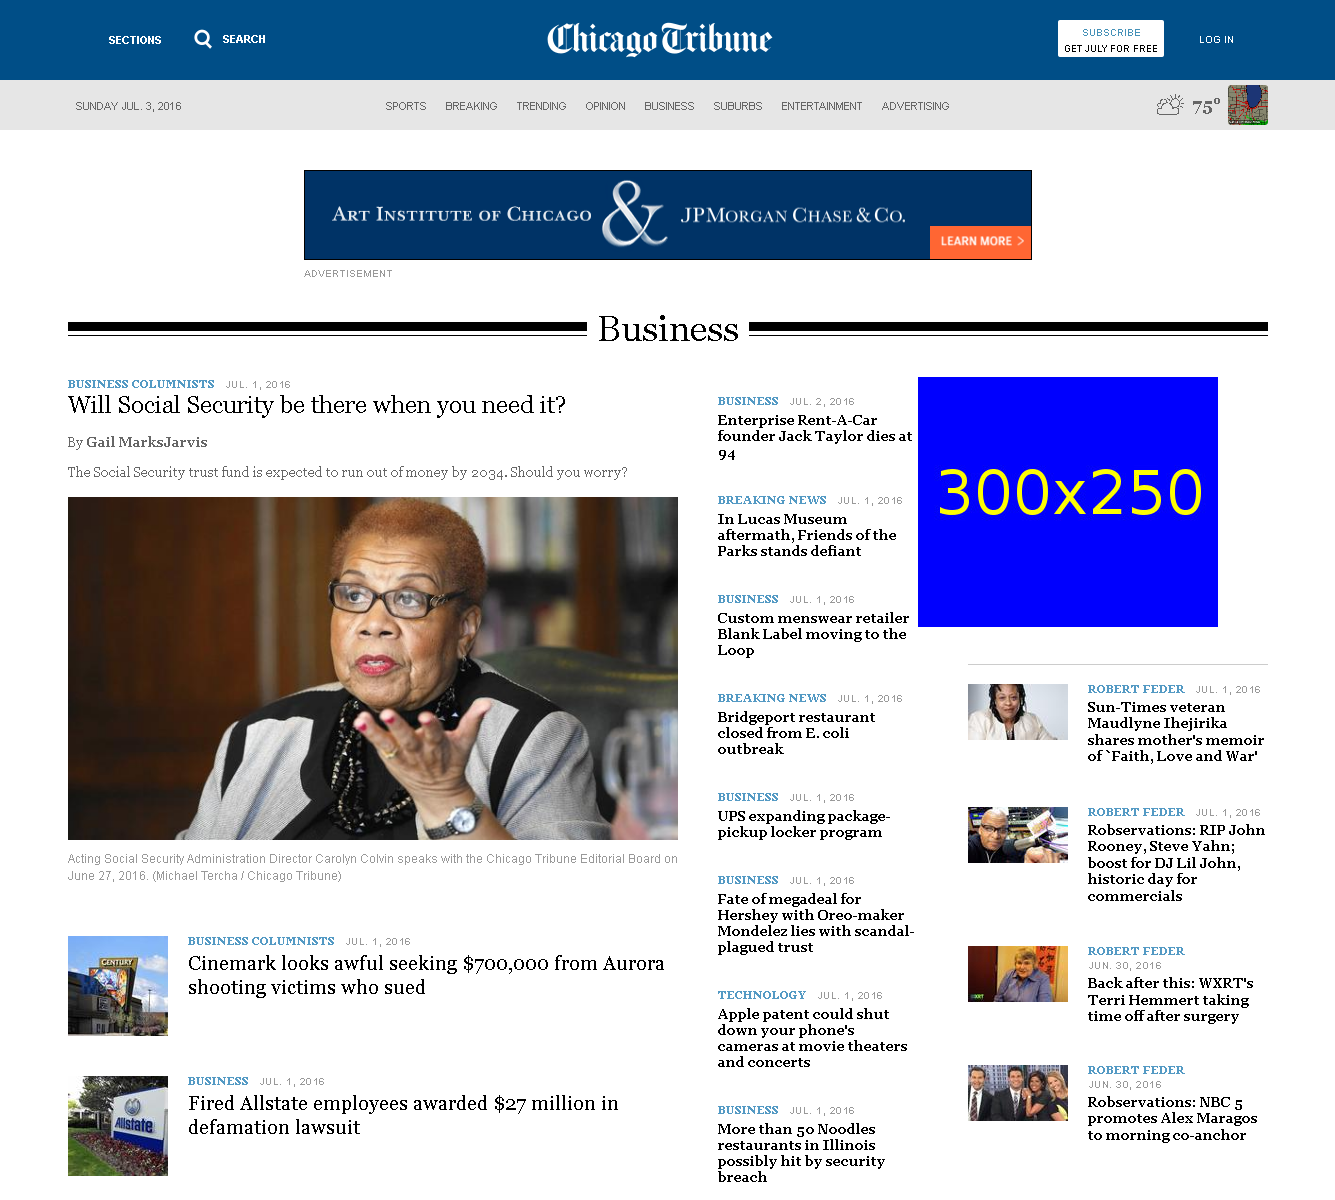 SECTIONS
SEARCH
Chicago Tribune
SUBSCRIBE
GET JULY FOR FREE
LOG IN
SUNDAY JUL. 3, 2016
SPORTS BREAKING TRENDING OPINION BUSINESS SUBURBS ENTERTAINMENT ADVERTISING
75°
ART INSTITUTE OF CHICAGO & JPMORGAN CHASE & CO.
LEARN MORE >
ADVERTISEMENT
Business
BUSINESS COLUMNISTS JUL. 1, 2016
Will Social Security be there when you need it?
By Gail MarksJarvis
The Social Security trust fund is expected to run out of money by 2034. Should you worry?
Acting Social Security Administration Director Carolyn Colvin speaks with the Chicago Tribune Editorial Board on
June 27, 2016. (Michael Tercha / Chicago Tribune)
CENTURY
BUSINESS COLUMNISTS JUL. 1, 2016
Cinemark looks awful seeking $700,000 from Aurora
shooting victims who sued
Allstate
BUSINESS JUL. 1, 2016
Fired Allstate employees awarded $27 million in
defamation lawsuit
BUSINESS JUL. 2, 2016
Enterprise Rent-A-Car
founder Jack Taylor dies at
94
BREAKING NEWS JUL. 1, 2016
In Lucas Museum
aftermath, Friends of the
Parks stands defiant
BUSINESS JUL. 1, 2016
Custom menswear retailer
Blank Label moving to the
Loop
BREAKING NEWS JUL. 1, 2016
Bridgeport restaurant
closed from E. coli
outbreak
BUSINESS JUL. 1, 2016
UPS expanding package-
pickup locker program
BUSINESS JUL. 1, 2016
Fate of megadeal for
Hershey with Oreo-maker
Mondelez lies with scandal-
plagued trust
TECHNOLOGY JUL. 1, 2016
Apple patent could shut
down your phone's
cameras at movie theaters
and concerts
BUSINESS JUL. 1, 2016
More than 50 Noodles
restaurants in Illinois
possibly hit by security
breach
300x250
ROBERT FEDER JUL. 1, 2016
Sun-Times veteran
Maudlyne Ihejirika
shares mother's memoir
of `Faith, Love and War'
ROBERT FEDER JUL. 1, 2016
Robservations: RIP John
Rooney, Steve Yahn;
boost for DJ Lil John,
historic day for
commercials
ROBERT FEDER
JUN. 30, 2016
Back after this: WXRT's
Terri Hemmert taking
time off after surgery
ROBERT FEDER
JUN. 30, 2016
Robservations: NBC 5
promotes Alex Maragos
to morning co-anchor